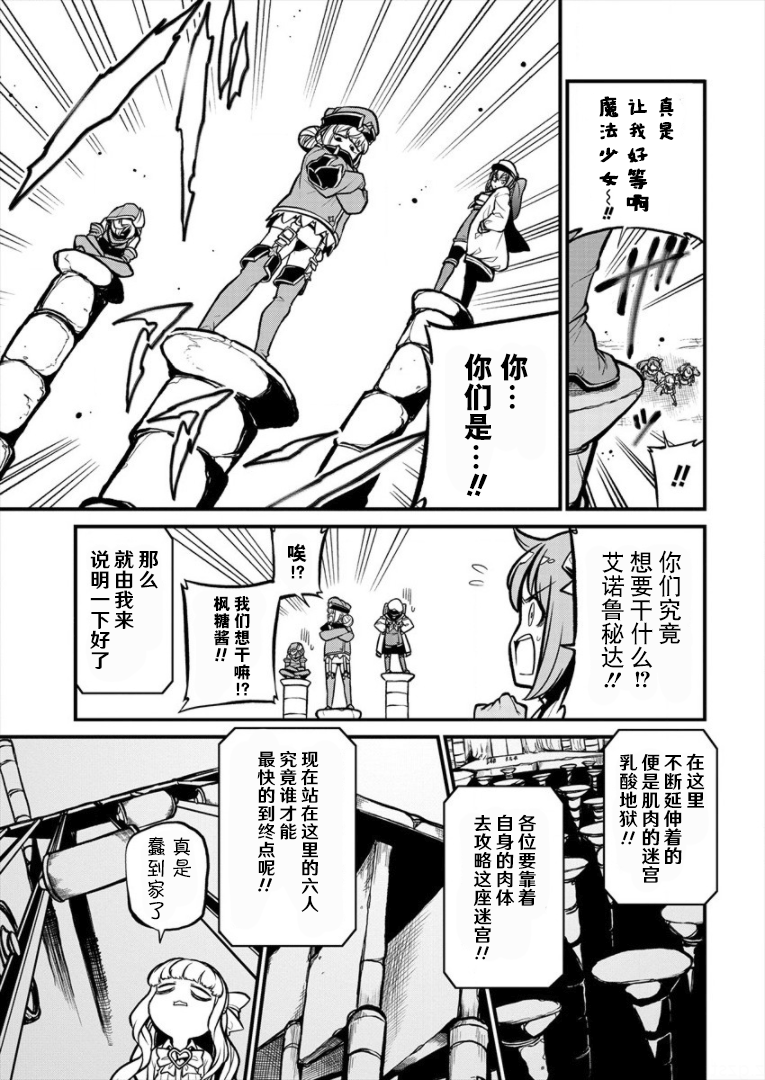 真是
让我好等啊
魔法少女~!!
!!
你…
你们是…!!
你们究竟
想要干什么!?
艾诺鲁秘达!!
唉!?
我们想干嘛!?
枫糖酱!!
那么
就由我来
说明一下好了
在这里
不断延伸着的
便是肌肉的迷宫
乳酸地狱!!
各位要靠着
自身的肉体
去攻略这座迷宫!!
现在站在这里的六人
究竟谁才能
最快的到终点呢!!
真是
蠢到家了